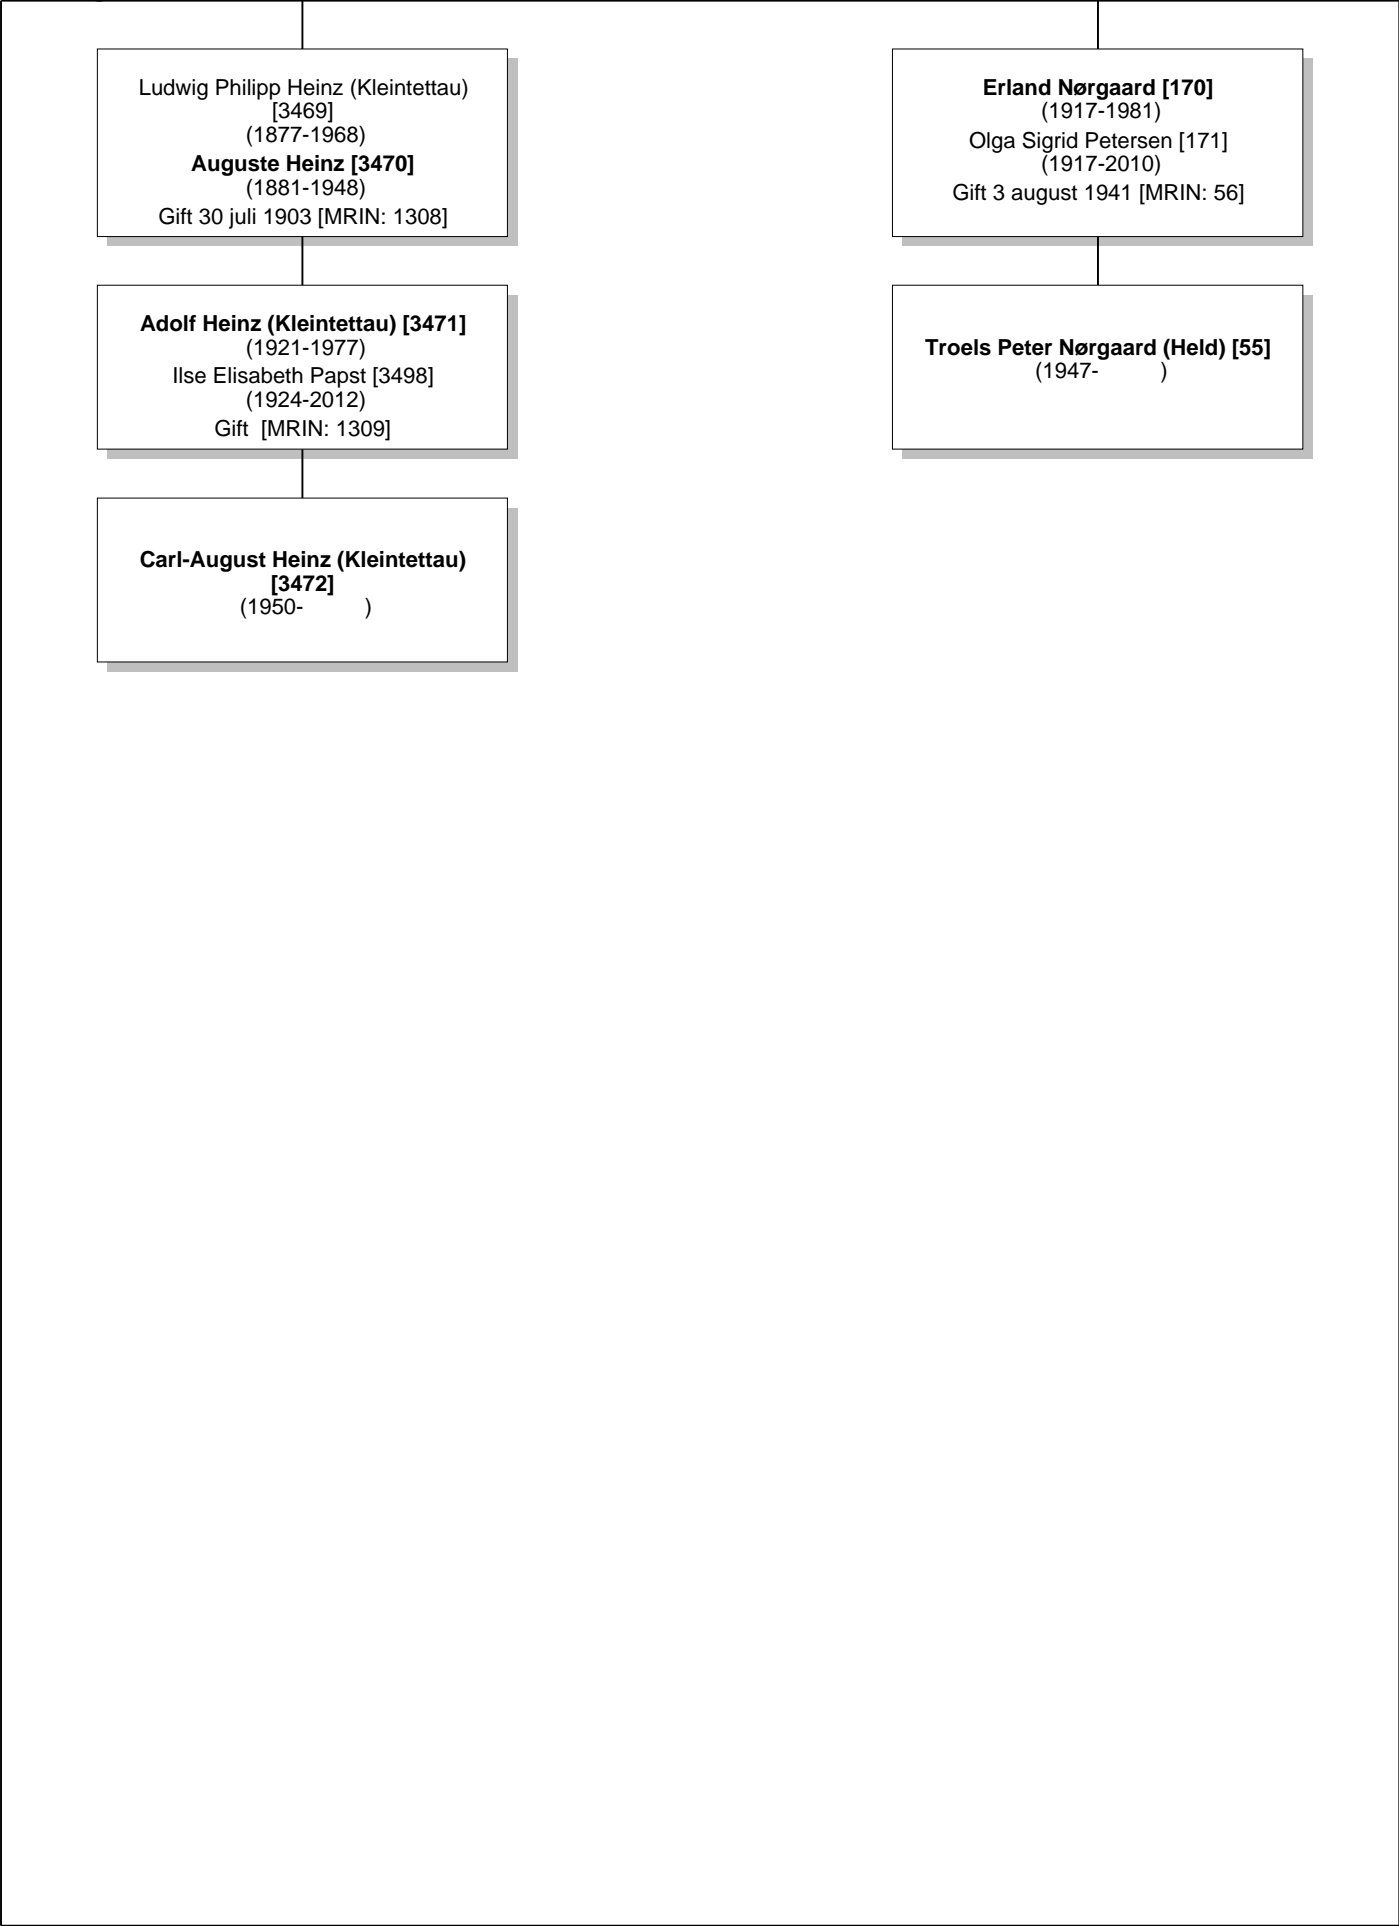 Ludwig Philipp Heinz (Kleintettau)
[3469]
(1877-1968)
Auguste Heinz [3470]
(1881-1948)
Gift 30 juli 1903 [MRIN: 1308]
Adolf Heinz (Kleintettau) [3471]
(1921-1977)
Ilse Elisabeth Papst [3498]
(1924-2012)
Gift  [MRIN: 1309]
Carl-August Heinz (Kleintettau)
[3472]
(1950-          )
Erland Nørgaard [170]
(1917-1981)
Olga Sigrid Petersen [171]
(1917-2010)
Gift 3 august 1941 [MRIN: 56]
Troels Peter Nørgaard (Held) [55]
(1947-          )